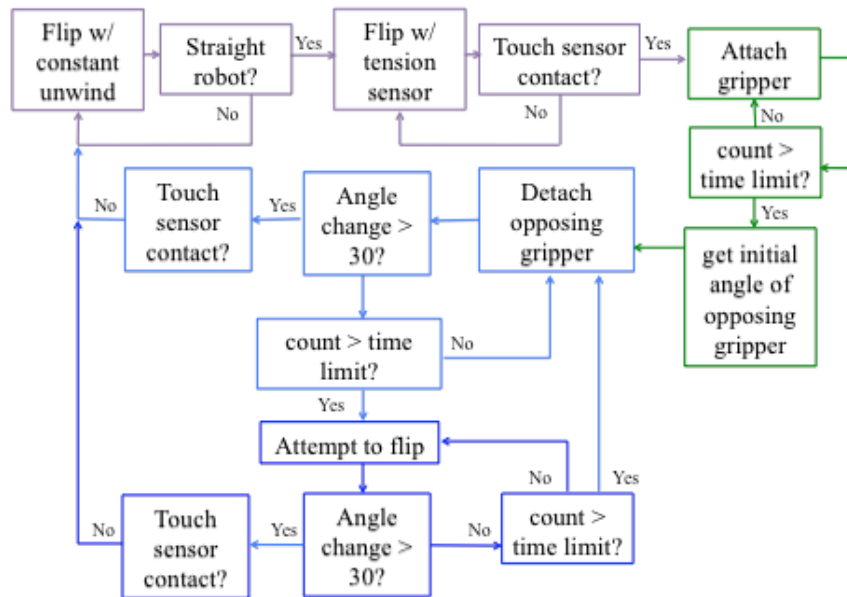 Flip w/
constant
unwind
Straight
robot?
Yes
No
Flip w/
tension
sensor
Touch sensor
contact?
Yes
No
Attach
gripper
No
count >
time limit?
Yes
get initial
angle of
opposing
gripper
Detach
opposing
gripper
Angle
change >
30?
Yes
Touch
sensor
contact?
No
count > time
limit?
No
Yes
Attempt to flip
Angle
change >
30?
No
count >
time limit?
No
Yes
Yes
Touch
sensor
contact?
No